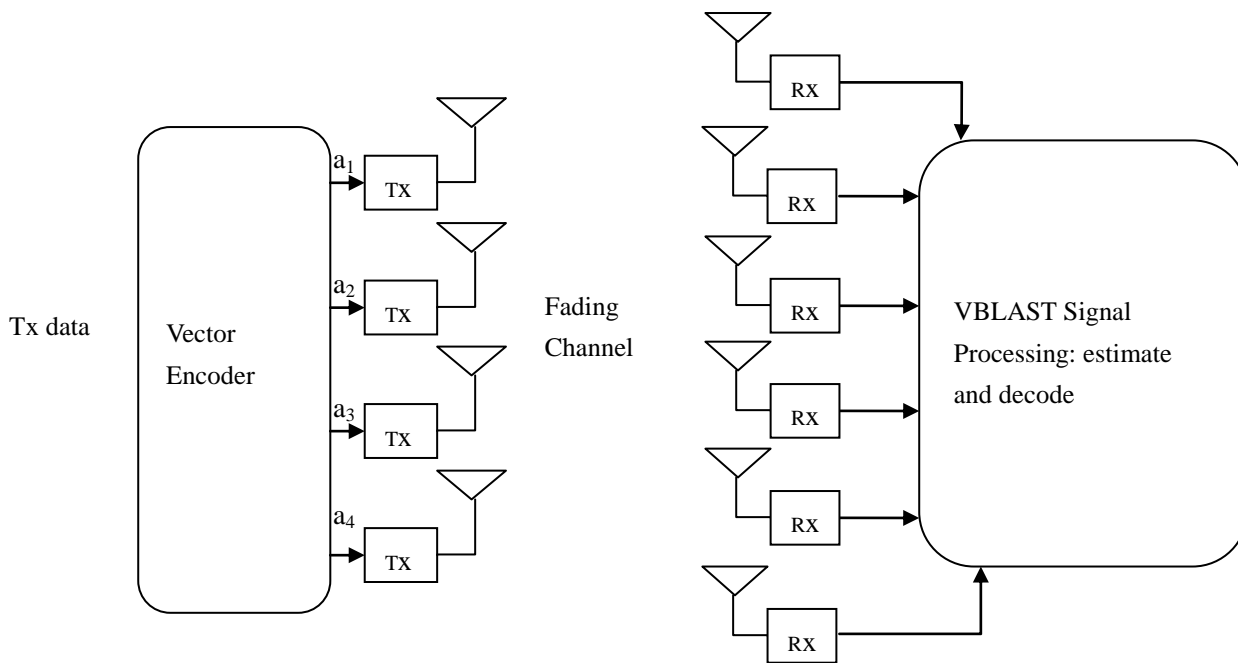 Tx data
Vector
Encoder
a1
Tx
a2
Tx
a3
Tx
a4
Tx
Fading
Channel
Rx
Rx
Rx
Rx
Rx
Rx
VBLAST Signal
Processing: estimate
and decode